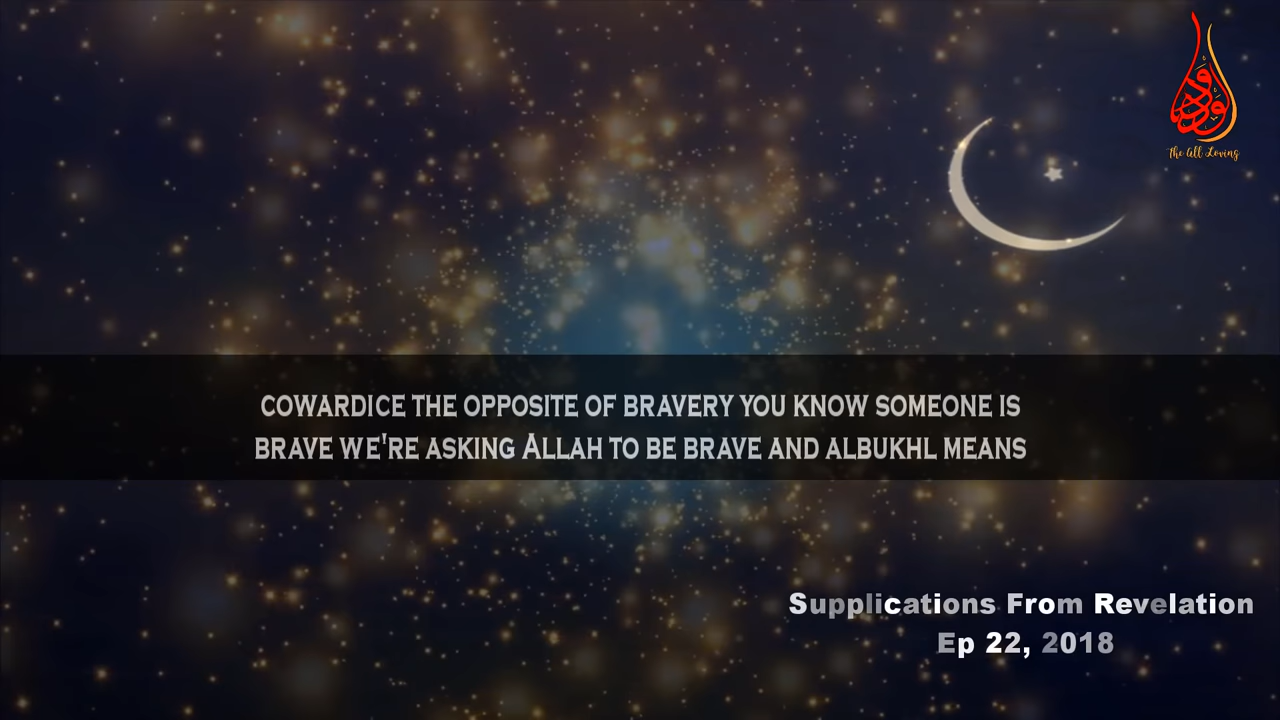 الودود
The All Loving
COWARDICE THE OPPOSITE OF BRAVERY YOU KNOW SOMEONE IS
BRAVE WE'RE ASKING ALLAH TO BE BRAVE AND ALBUKHL MEANS
Supplications From Revelation
Ep 22, 2018